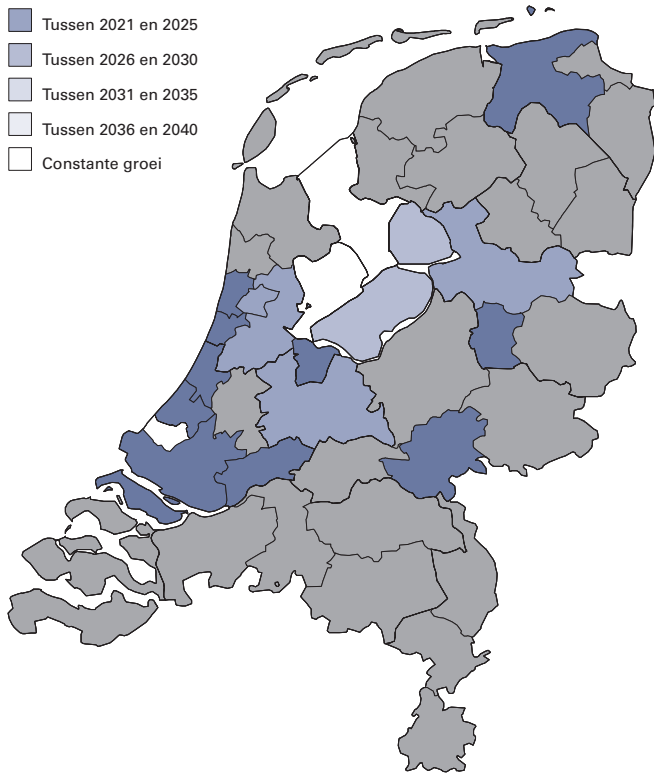 Tussen 2021 en 2025
Tussen 2026 en 2030
Tussen 2031 en 2035
Tussen 2036 en 2040
Constante groei